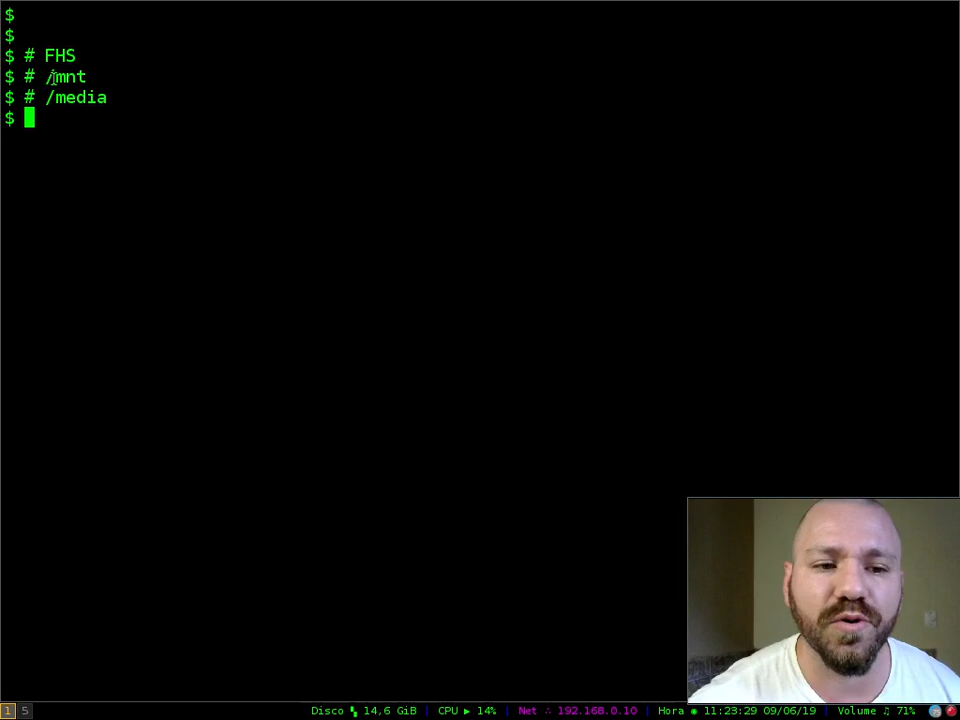 $
$
$ # FHS
$ # /mnt
$ # /media
$
1 5 Disco ▚ 14,6 GiB | CPU ▶ 14% | Net ∴ 192.168.0.10 | Hora ◉ 11:23:29 09/06/19 | Volume ♫ 71%